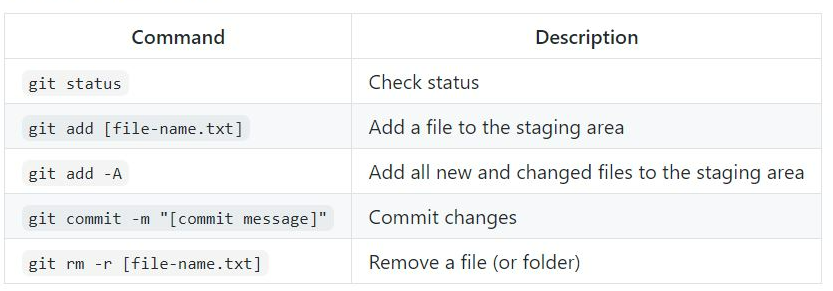 Command Description
git status Check status
git add [file-name.txt] Add a file to the staging area
git add -A Add all new and changed files to the staging area
git commit -m "[commit message]" Commit changes
git rm -r [file-name.txt] Remove a file (or folder)